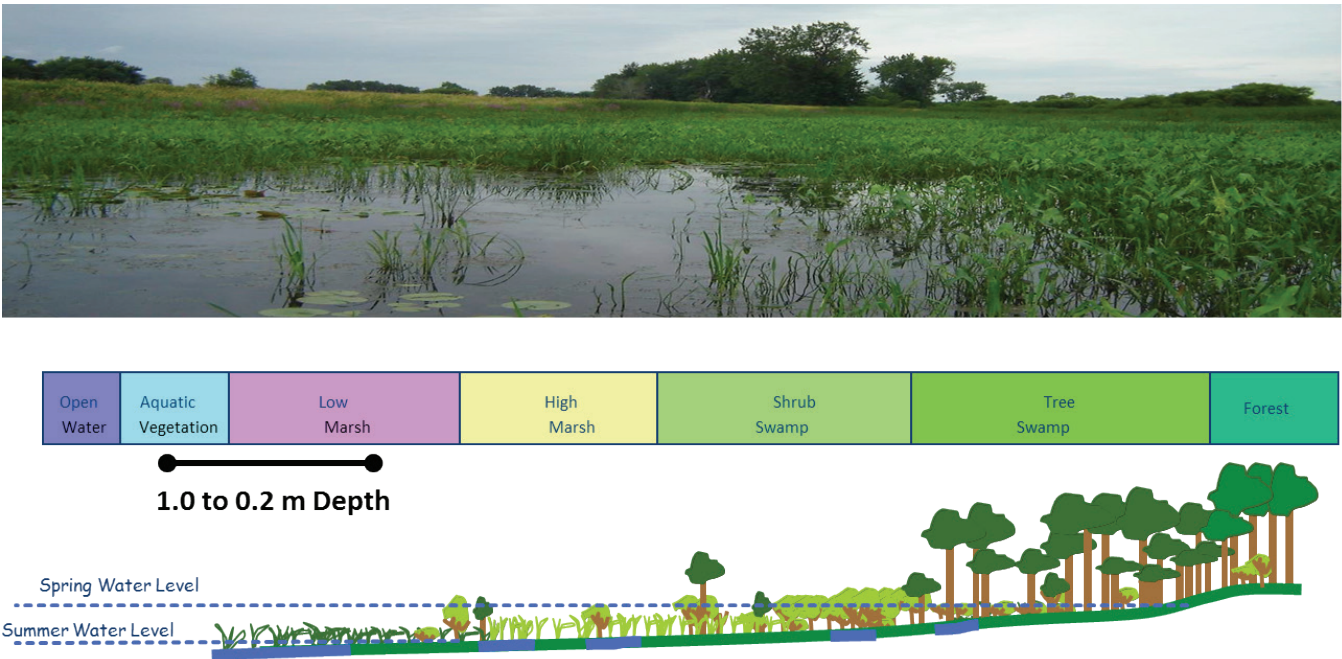 Open
Water
Aquatic
Vegetation
Low
Marsh
High
Marsh
Shrub
Swamp
Tree
Swamp
Forest
1.0 to 0.2 m Depth
Spring Water Level
Summer Water Level